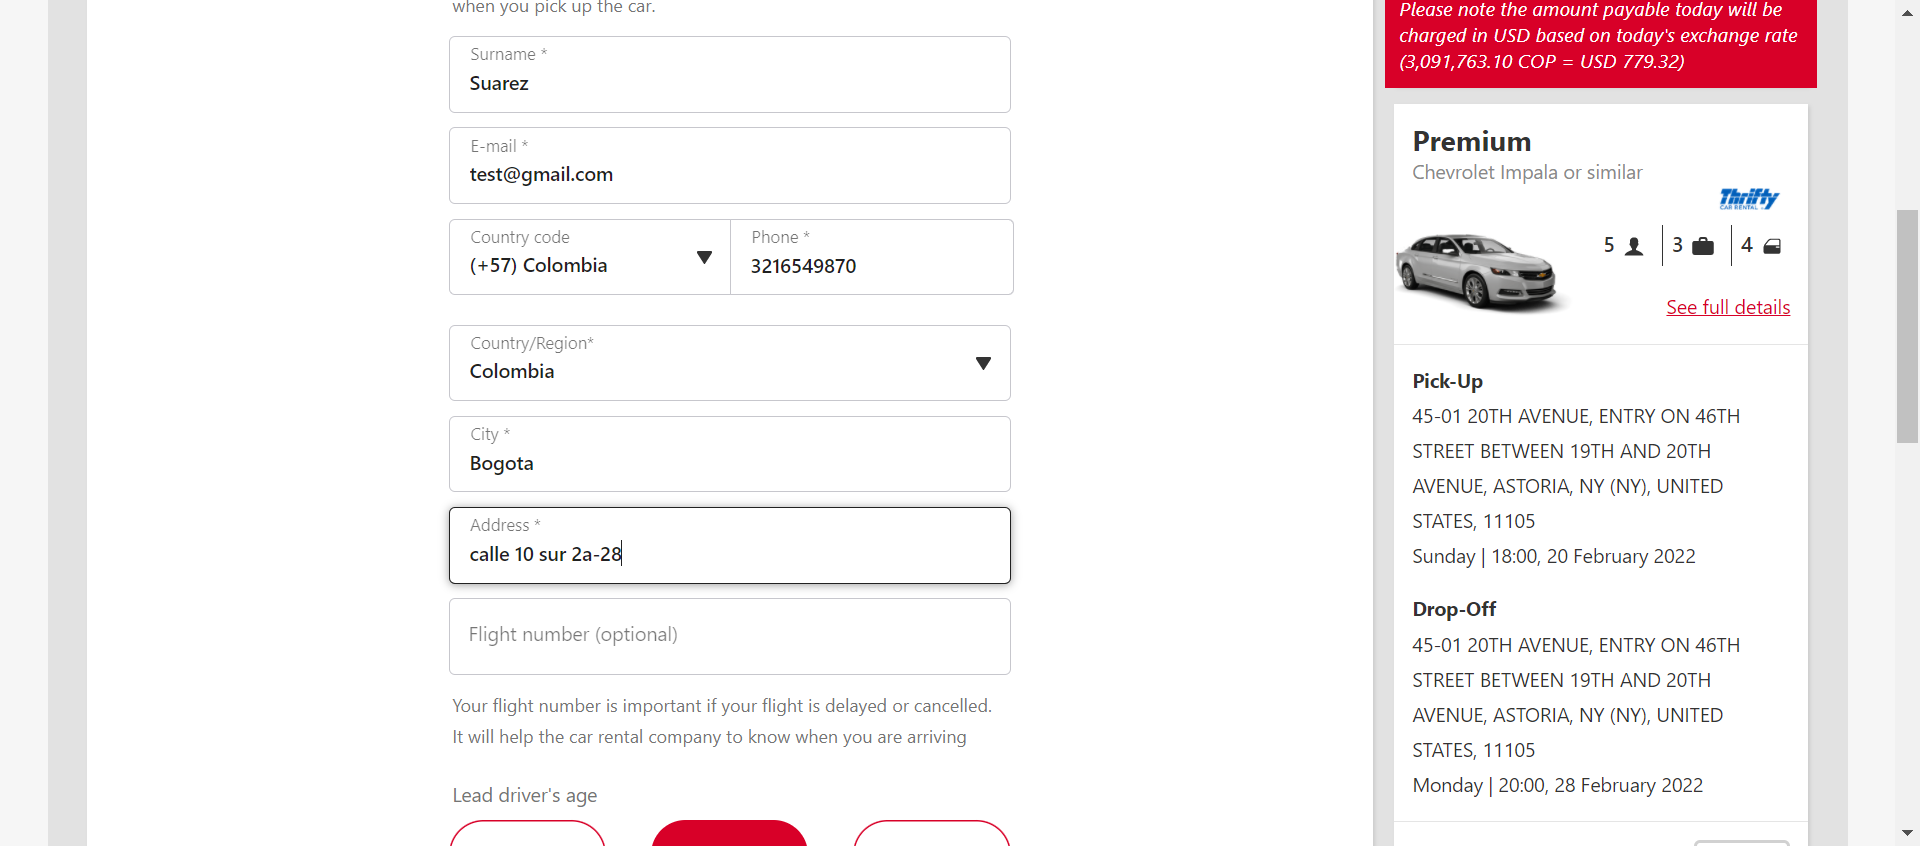 when you pick up the car.
Surname *
Suarez
E-mail *
test@gmail.com
Country code
(+57) Colombia
Phone *
3216549870
Country/Region*
Colombia
City *
Bogota
Address *
calle 10 sur 2a-28
Flight number (optional)
Your flight number is important if your flight is delayed or cancelled.
It will help the car rental company to know when you are arriving
Lead driver's age
Please note the amount payable today will be
charged in USD based on today's exchange rate
(3,091,763.10 COP = USD 779.32)
Premium
Chevrolet Impala or similar
Thrifty
CAR RENTAL
5
3
4
See full details
Pick-Up
45-01 20TH AVENUE, ENTRY ON 46TH
STREET BETWEEN 19TH AND 20TH
AVENUE, ASTORIA, NY (NY), UNITED
STATES, 11105
Sunday | 18:00, 20 February 2022
Drop-Off
45-01 20TH AVENUE, ENTRY ON 46TH
STREET BETWEEN 19TH AND 20TH
AVENUE, ASTORIA, NY (NY), UNITED
STATES, 11105
Monday | 20:00, 28 February 2022